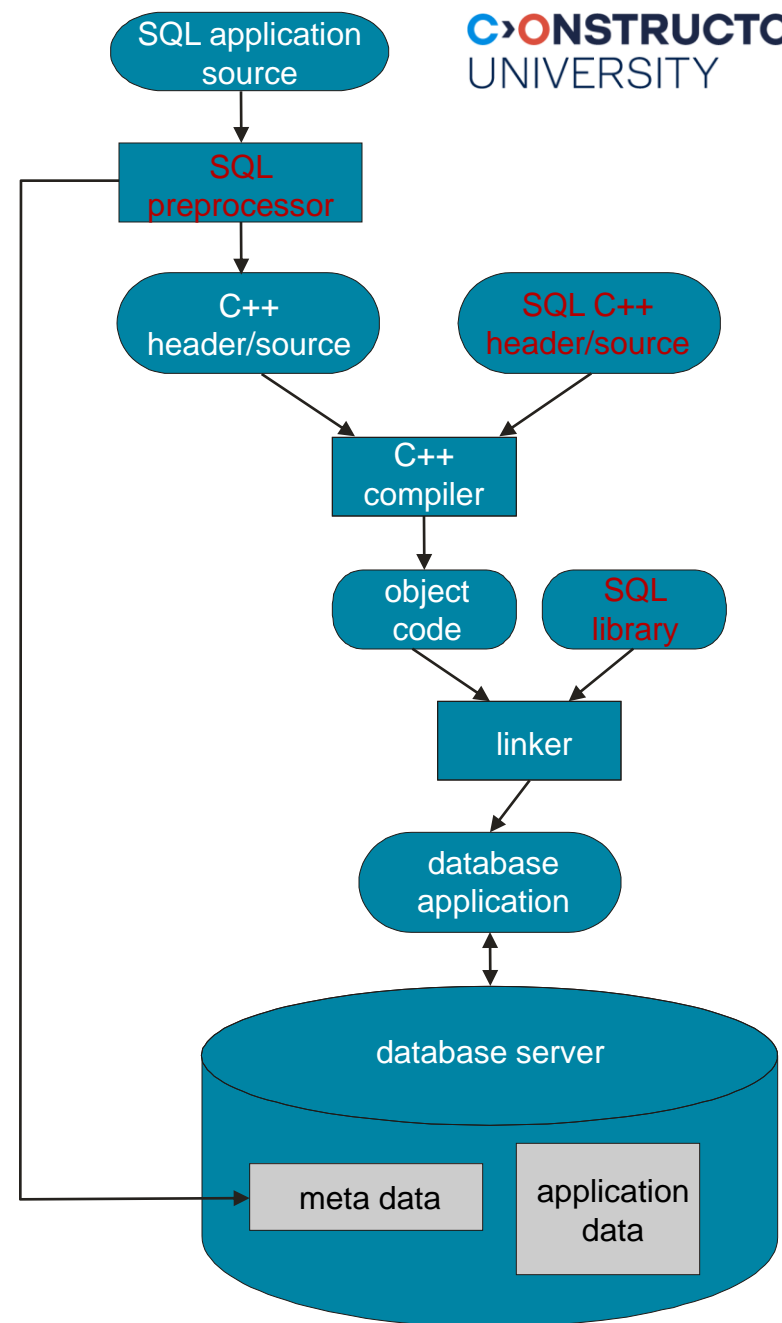 SQL application
source
C›ONSTRUCTO
UNIVERSITY
SQL
preprocessor
C++
header/source
SQL C++
header/source
C++
compiler
object
code
SQL
library
linker
database
application
database server
meta data
application
data